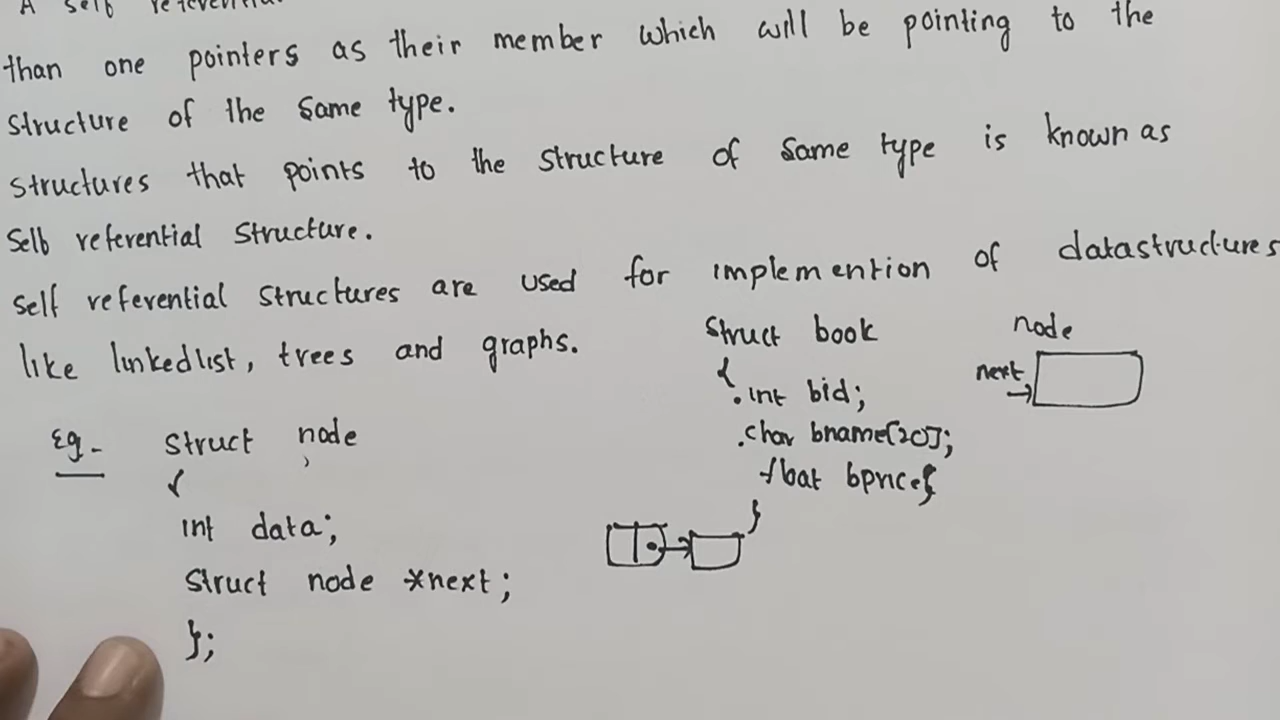 A self referential
than one pointers as their member which will be pointing to the
structure of the same type.
structures that points to the structure of same type is known as
Self referential structure.
Self referential structures are used for implemention of datastructures
like linkedlist, trees and graphs.
struct book
node
{
next
int bid;
char bname[20];
float bprice;
}
Eg- struct node
{
int data;
struct node *next;
};